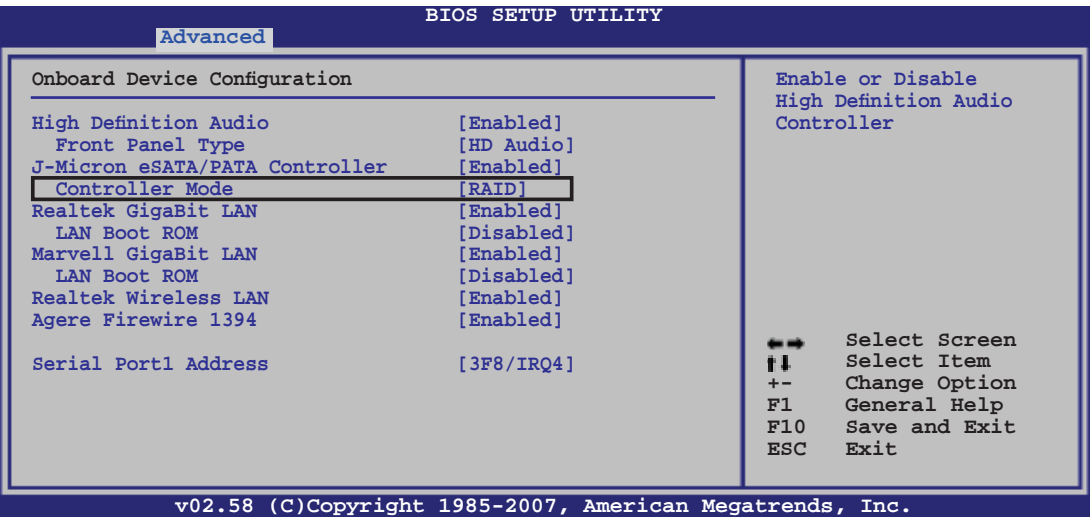 BIOS SETUP UTILITY
Advanced
Onboard Device Configuration
High Definition Audio [Enabled]
Front Panel Type [HD Audio]
J-Micron eSATA/PATA Controller [Enabled]
Controller Mode [RAID]
Realtek GigaBit LAN [Enabled]
LAN Boot ROM [Disabled]
Marvell GigaBit LAN [Enabled]
LAN Boot ROM [Disabled]
Realtek Wireless LAN [Enabled]
Agere Firewire 1394 [Enabled]
Serial Port1 Address [3F8/IRQ4]
Enable or Disable
High Definition Audio
Controller
←→ Select Screen
↑↓ Select Item
+- Change Option
F1 General Help
F10 Save and Exit
ESC Exit
v02.58 (C)Copyright 1985-2007, American Megatrends, Inc.